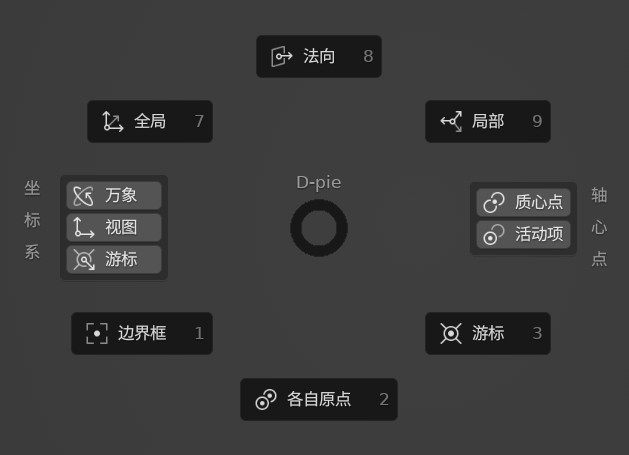 法向 8
全局 7
局部 9
D-pie
坐标系
万象
视图
游标
质心点
活动项
轴心点
边界框 1
游标 3
各自原点 2